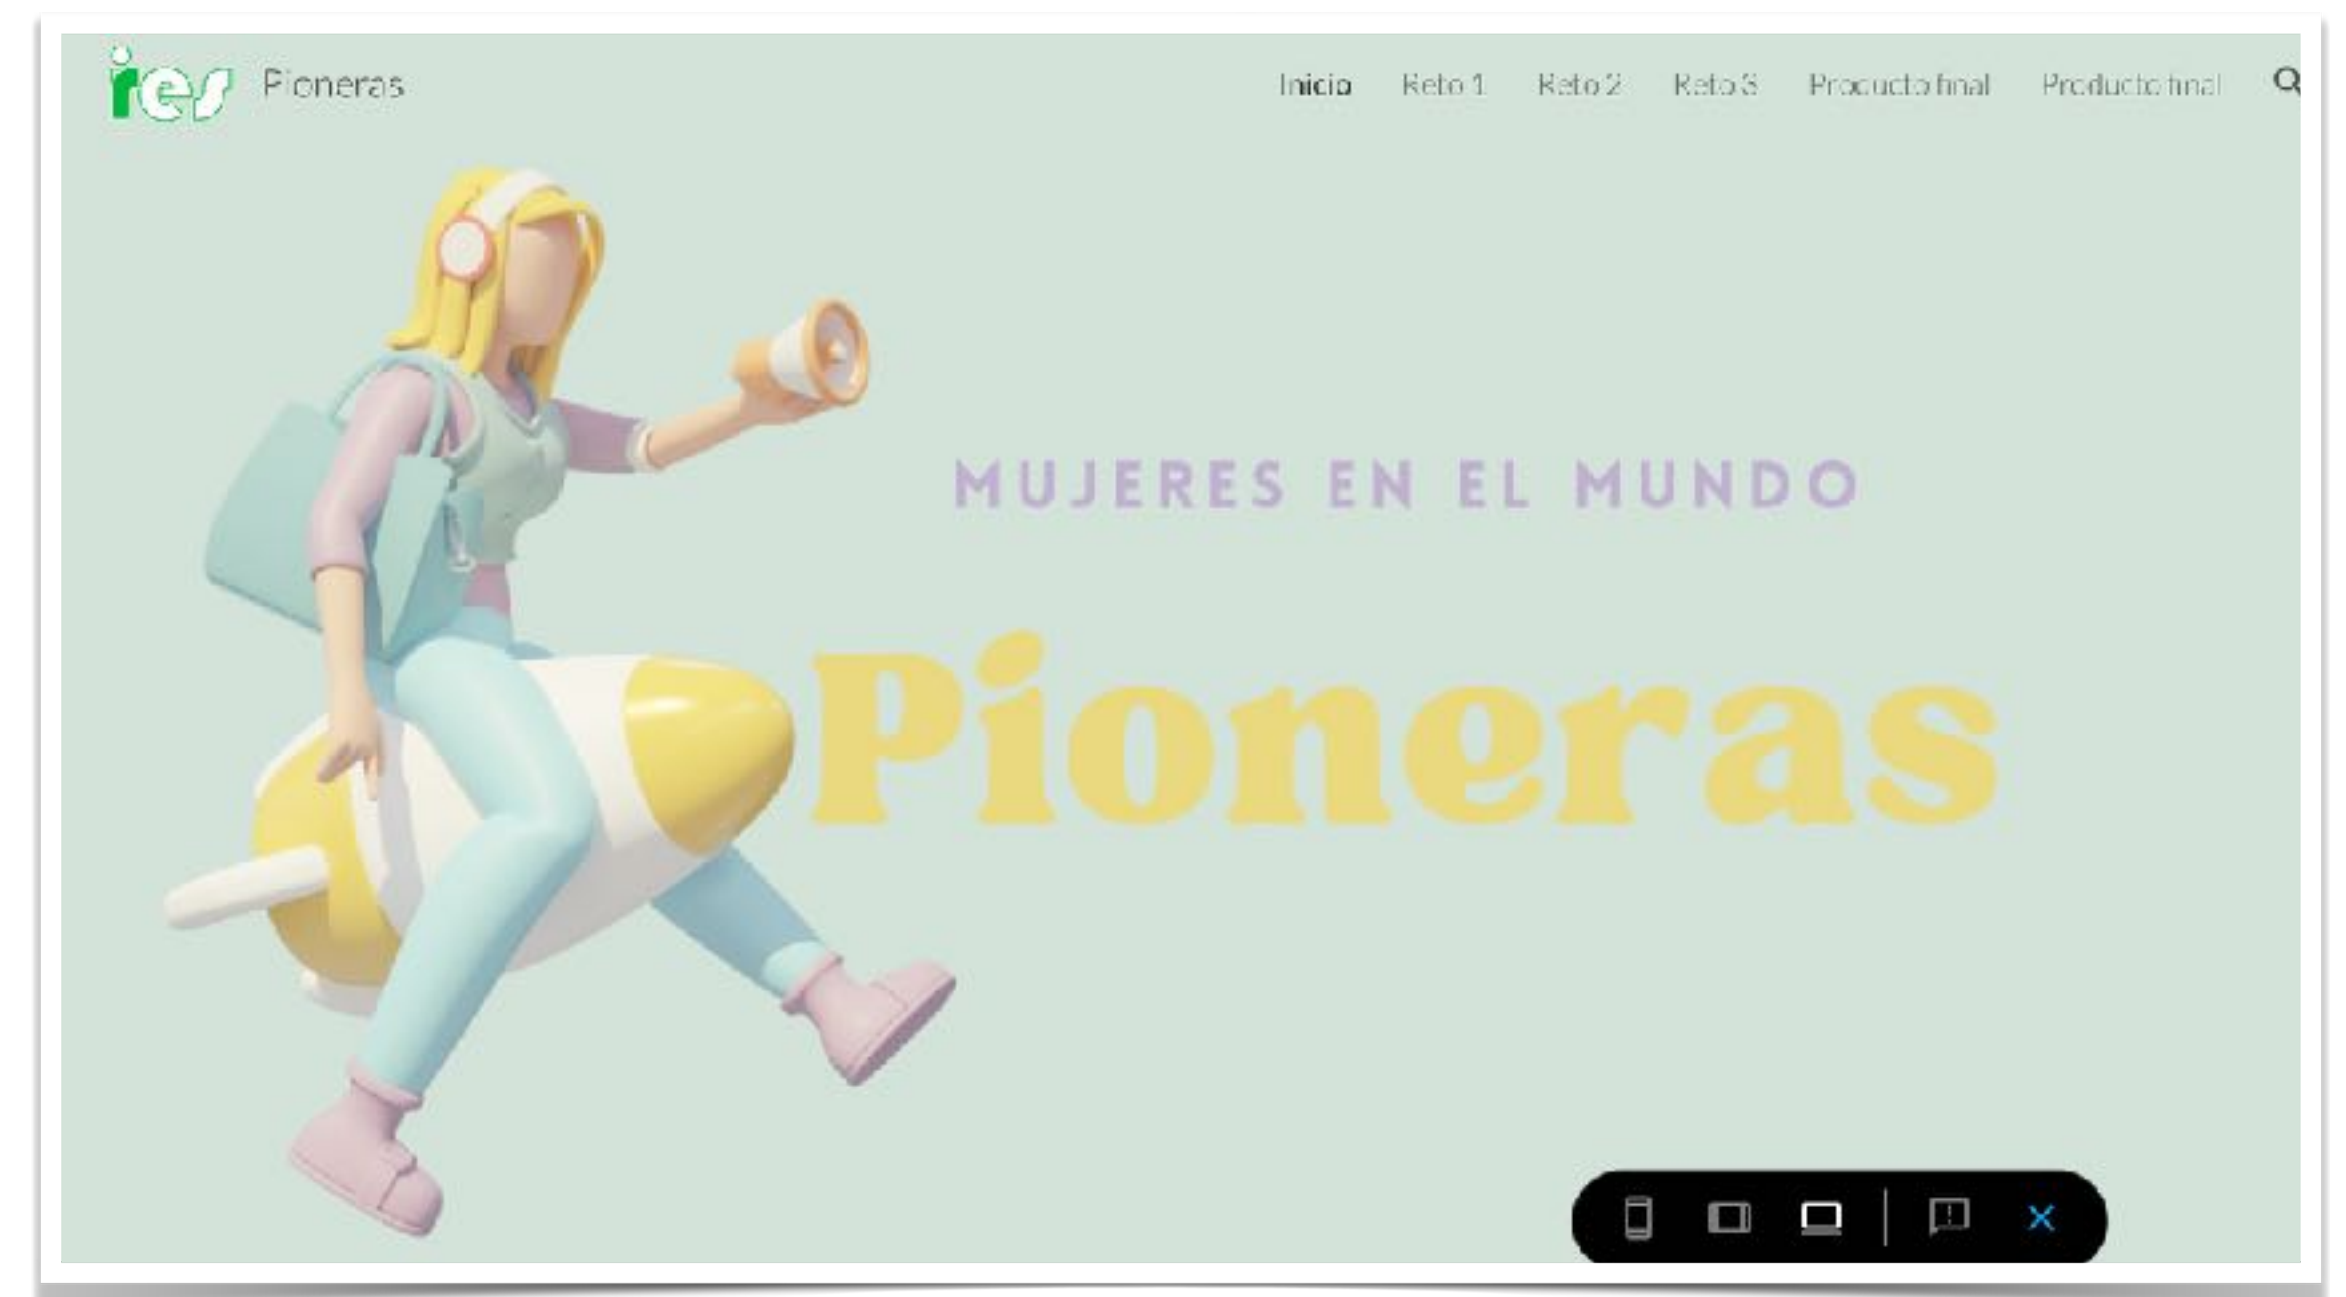 ies Pioneras Inicio Reto 1 Reto 2 Reto 3 Producto final Producto final
MUJERES EN EL MUNDO
Pioneras